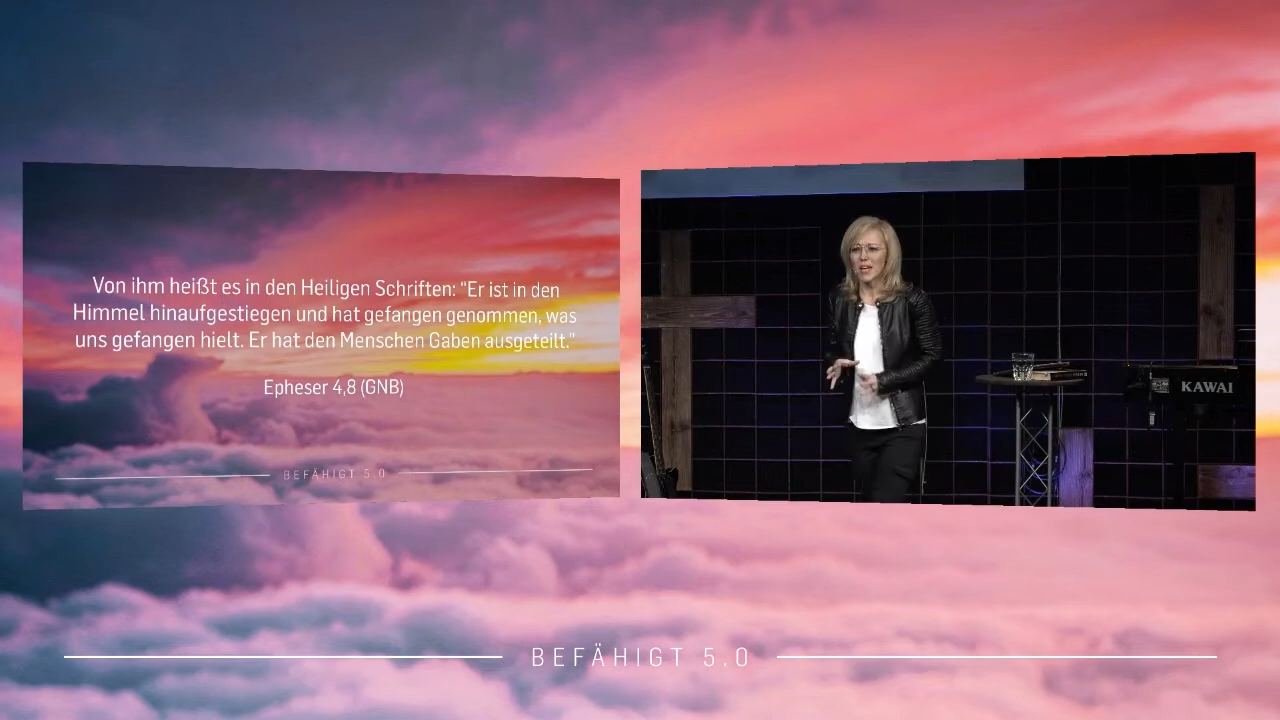 Von ihm heißt es in den Heiligen Schriften: "Er ist in den
Himmel hinaufgestiegen und hat gefangen genommen, was
uns gefangen hielt. Er hat den Menschen Gaben ausgeteilt."
Epheser 4,8 (GNB)
BEFÄHIGT 5.0
KAWAI
BEFÄHIGT 5.0